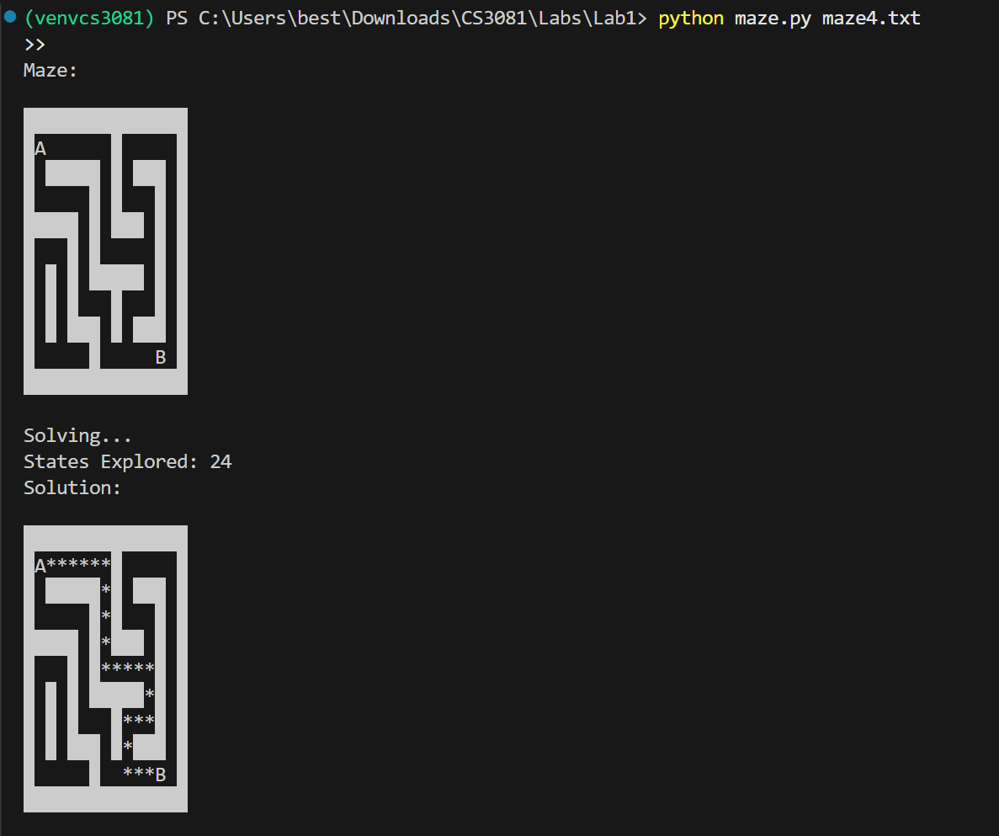 (venvcs3081) PS C:\Users\best\Downloads\CS3081\Labs\Lab1> python maze.py maze4.txt
>>
Maze:
A
B
Solving...
States Explored: 24
Solution:
A******
*
*
*
*****
*
***
*
***B